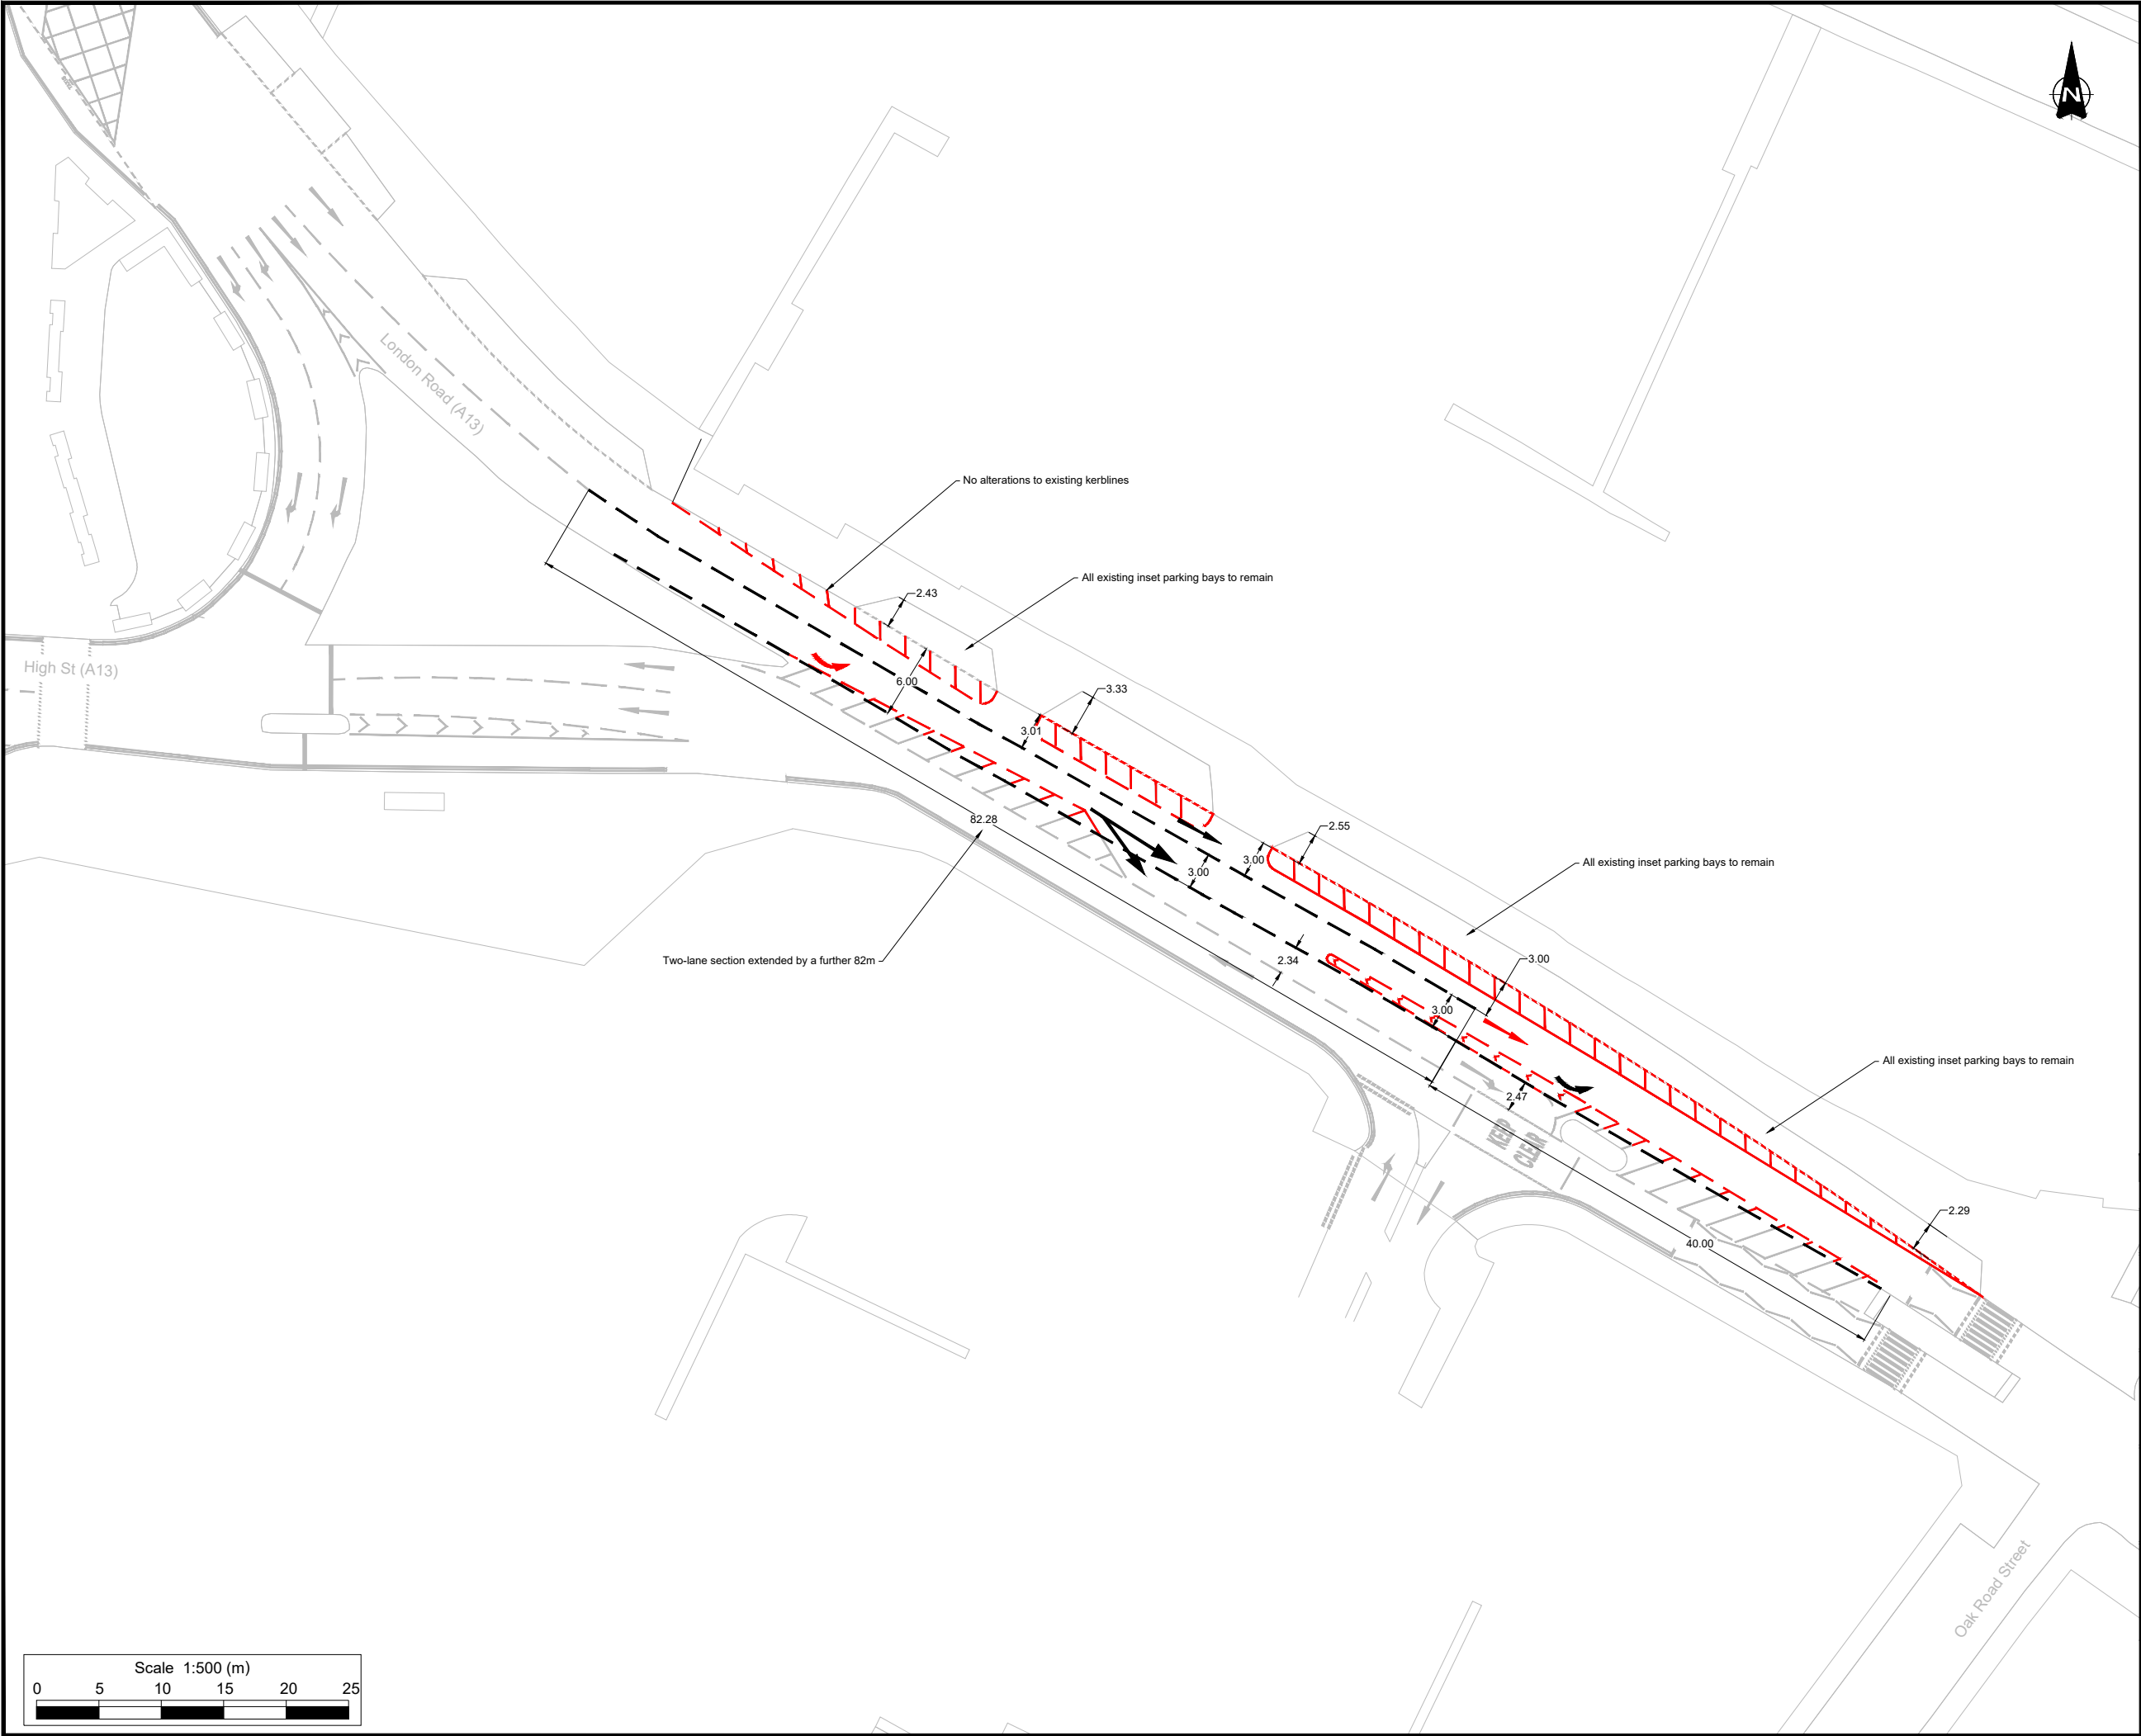 N
London Road (A13)
No alterations to existing kerblines
All existing inset parking bays to remain
2.43
High St (A13)
6.00
3.33
3.01
82.28
2.55
3.00
3.00
All existing inset parking bays to remain
Two-lane section extended by a further 82m
2.34
3.00
3.00
All existing inset parking bays to remain
2.47
KEEP
CLEAR
2.29
40.00
Oak Road Street
Scale 1:500 (m)
0 5 10 15 20 25